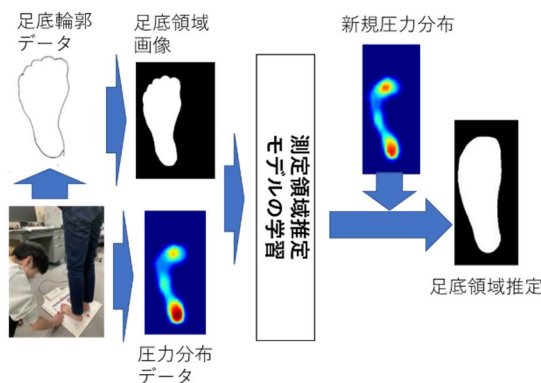 足底輪郭
データ
足底領域
画像
新規圧力分布
測定領域推定
モデルの学習
足底領域推定
圧力分布
データ